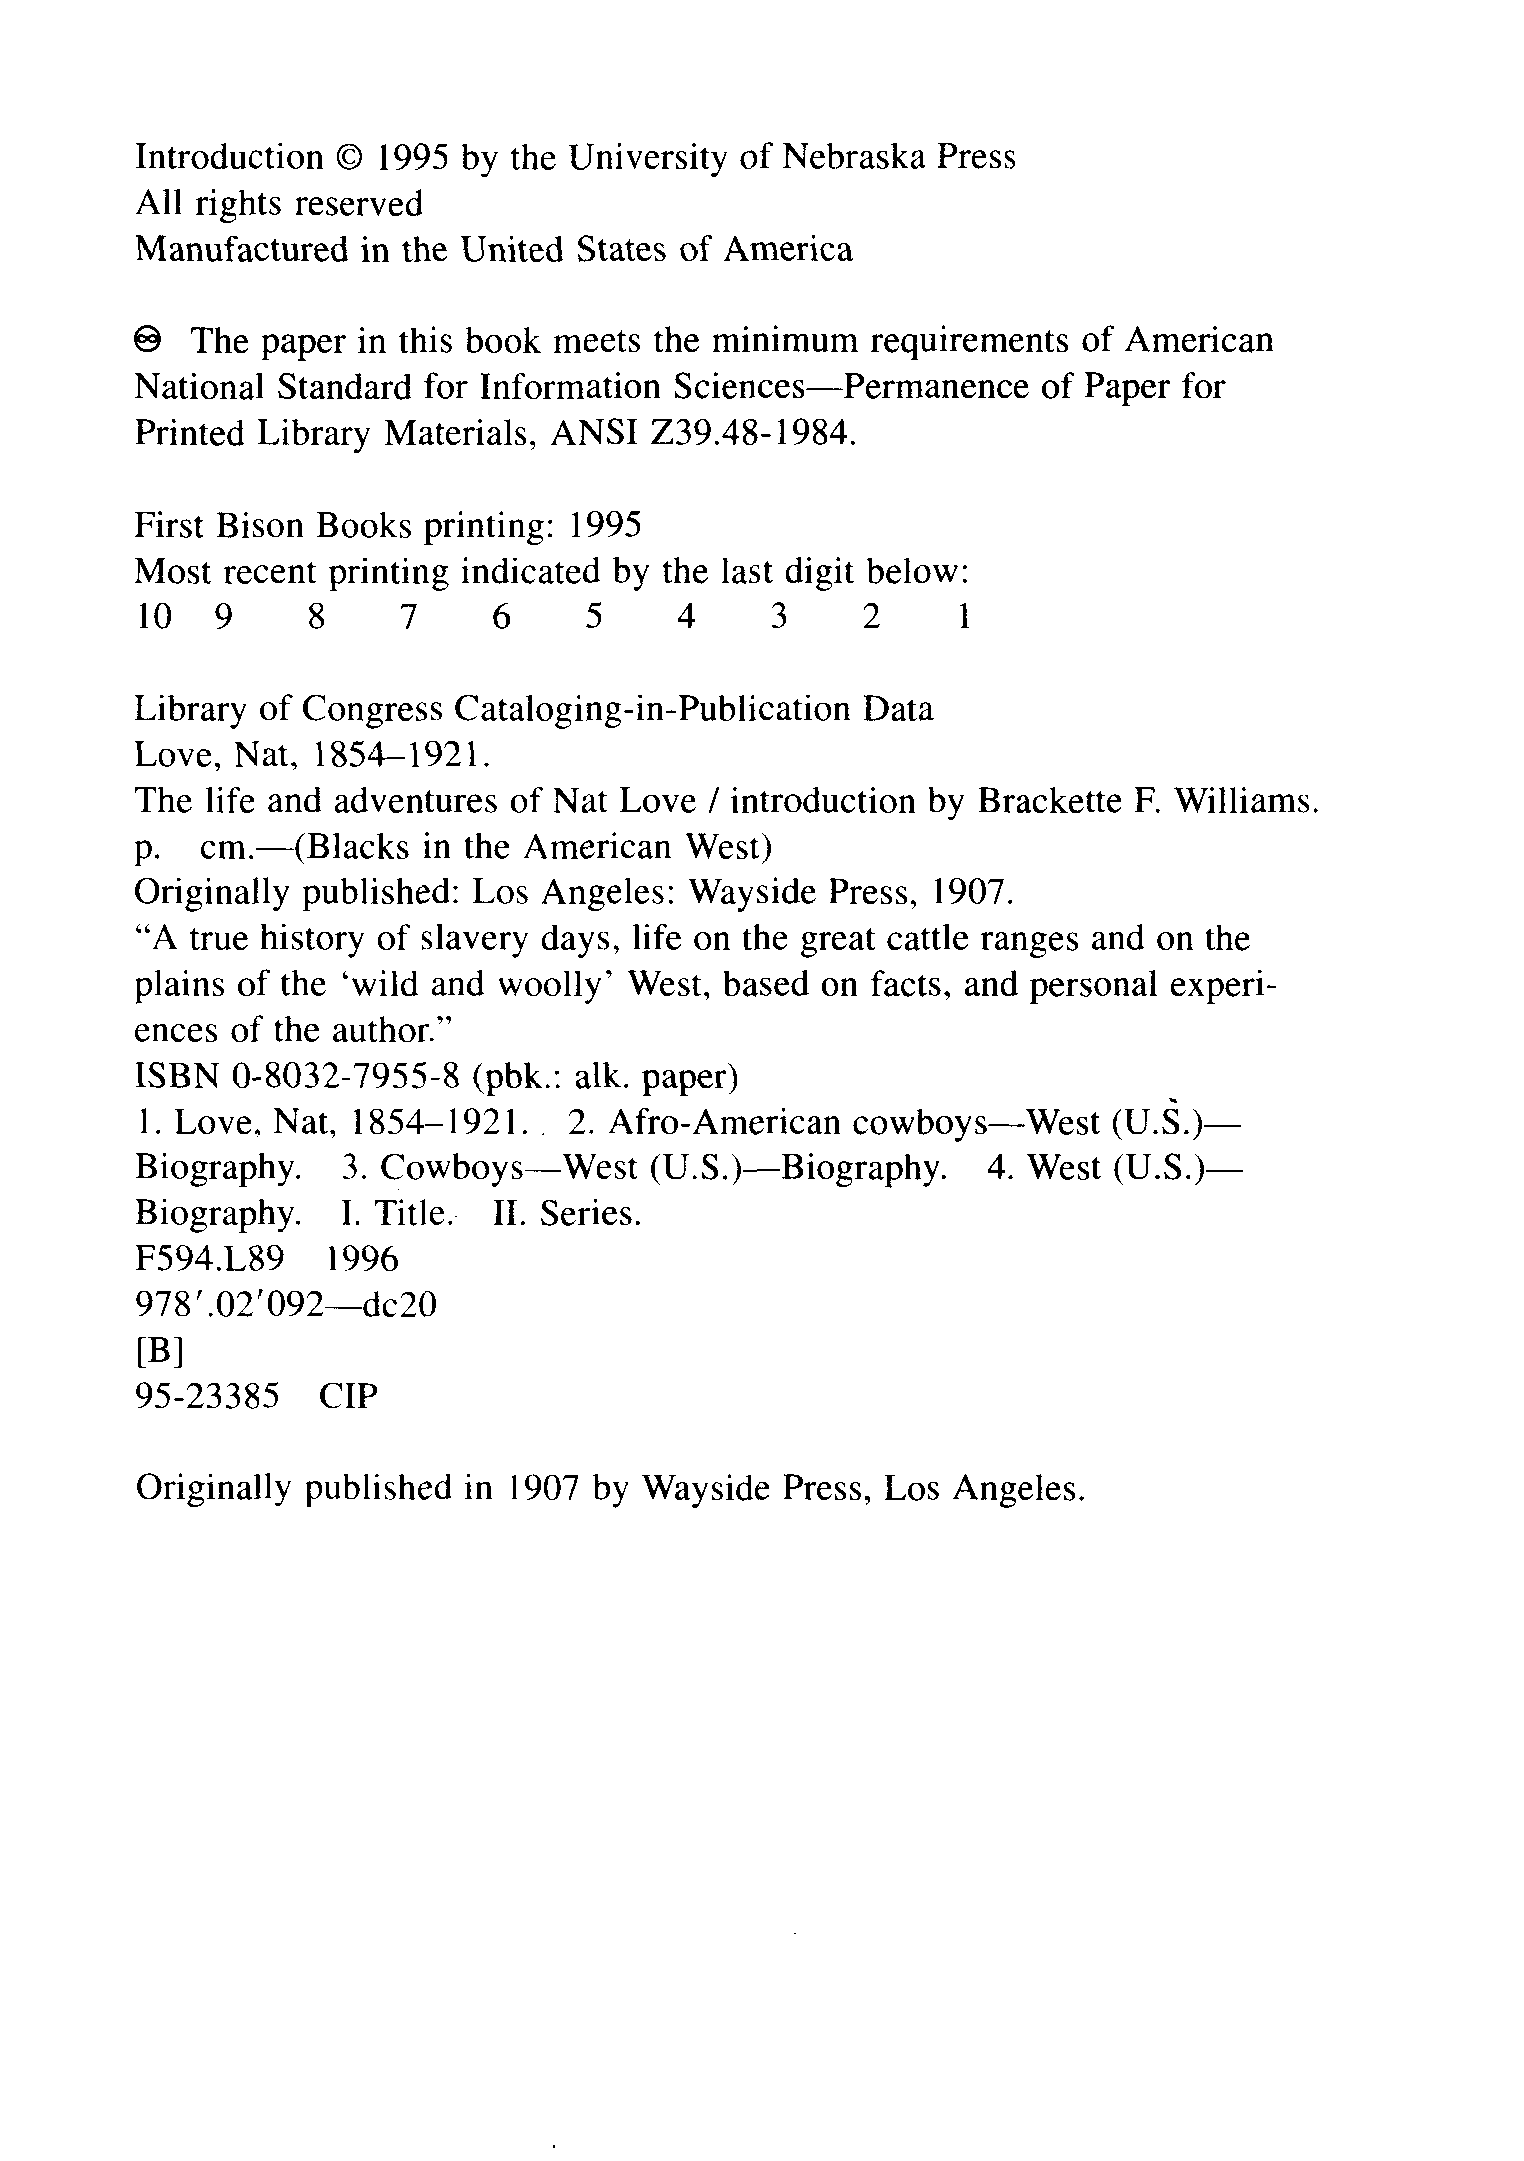 Introduction © 1995 by the University of Nebraska Press
All rights reserved
Manufactured in the United States of America
♾ The paper in this book meets the minimum requirements of American
National Standard for Information Sciences—Permanence of Paper for
Printed Library Materials, ANSI Z39.48-1984.
First Bison Books printing: 1995
Most recent printing indicated by the last digit below:
10 9 8 7 6 5 4 3 2 1
Library of Congress Cataloging-in-Publication Data
Love, Nat, 1854–1921.
The life and adventures of Nat Love / introduction by Brackette F. Williams.
p. cm.—(Blacks in the American West)
Originally published: Los Angeles: Wayside Press, 1907.
“A true history of slavery days, life on the great cattle ranges and on the
plains of the ‘wild and woolly’ West, based on facts, and personal experi-
ences of the author.”
ISBN 0-8032-7955-8 (pbk.: alk. paper)
1. Love, Nat, 1854–1921. 2. Afro-American cowboys—West (U.S.)—
Biography. 3. Cowboys—West (U.S.)—Biography. 4. West (U.S.)—
Biography. I. Title. II. Series.
F594.L89 1996
978′.02′092—dc20
[B]
95-23385 CIP
Originally published in 1907 by Wayside Press, Los Angeles.